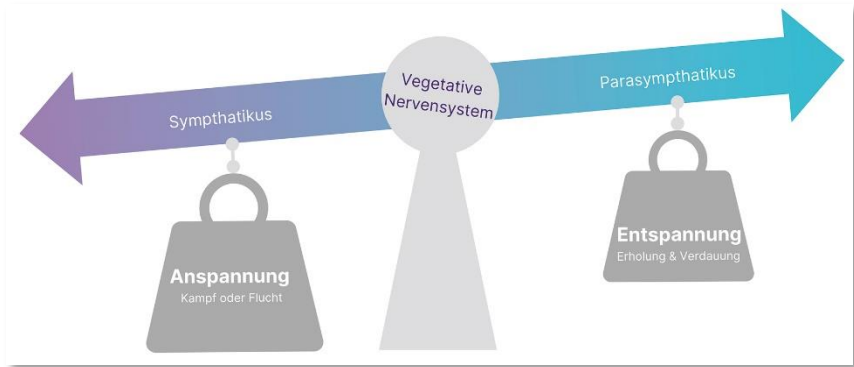 Vegetative
Nervensystem
Sympthatikus
Parasympthatikus
Anspannung
Kampf oder Flucht
Entspannung
Erholung & Verdauung